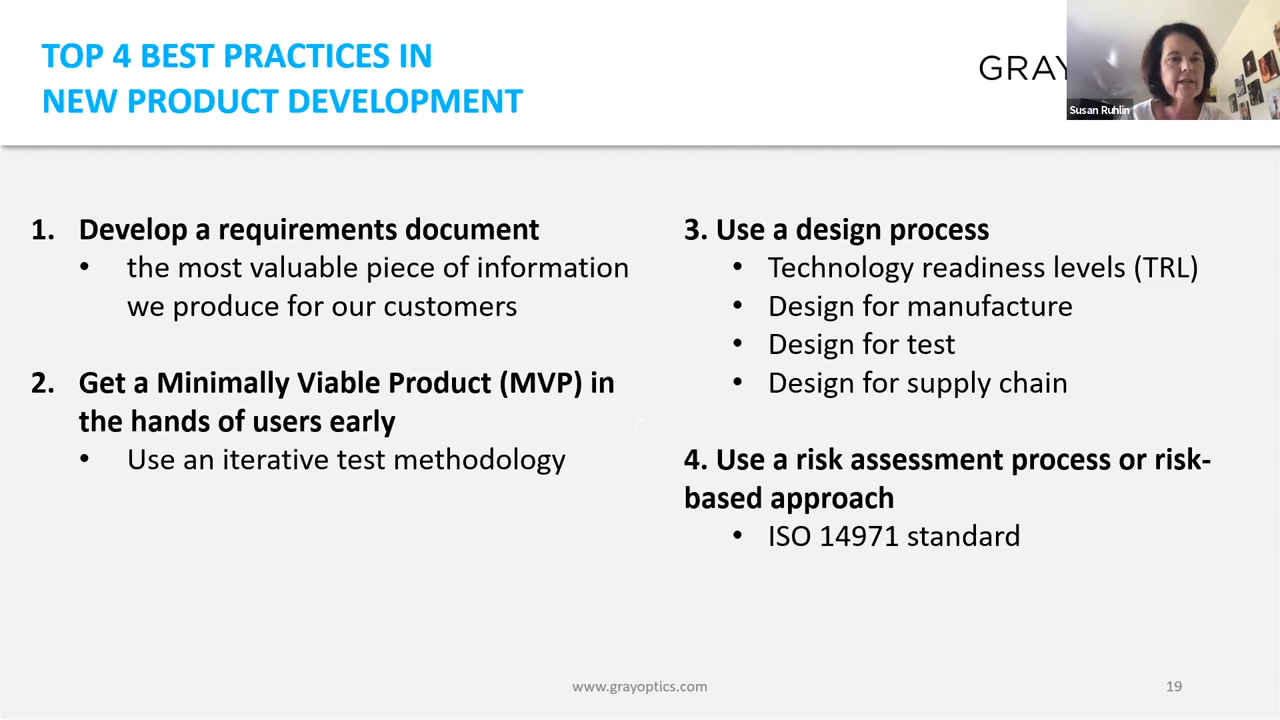 TOP 4 BEST PRACTICES IN
NEW PRODUCT DEVELOPMENT
GRAY
Susan Ruhlin
1. Develop a requirements document
• the most valuable piece of information
we produce for our customers
2. Get a Minimally Viable Product (MVP) in
the hands of users early
• Use an iterative test methodology
3. Use a design process
• Technology readiness levels (TRL)
• Design for manufacture
• Design for test
• Design for supply chain
4. Use a risk assessment process or risk-
based approach
• ISO 14971 standard
www.grayoptics.com
19